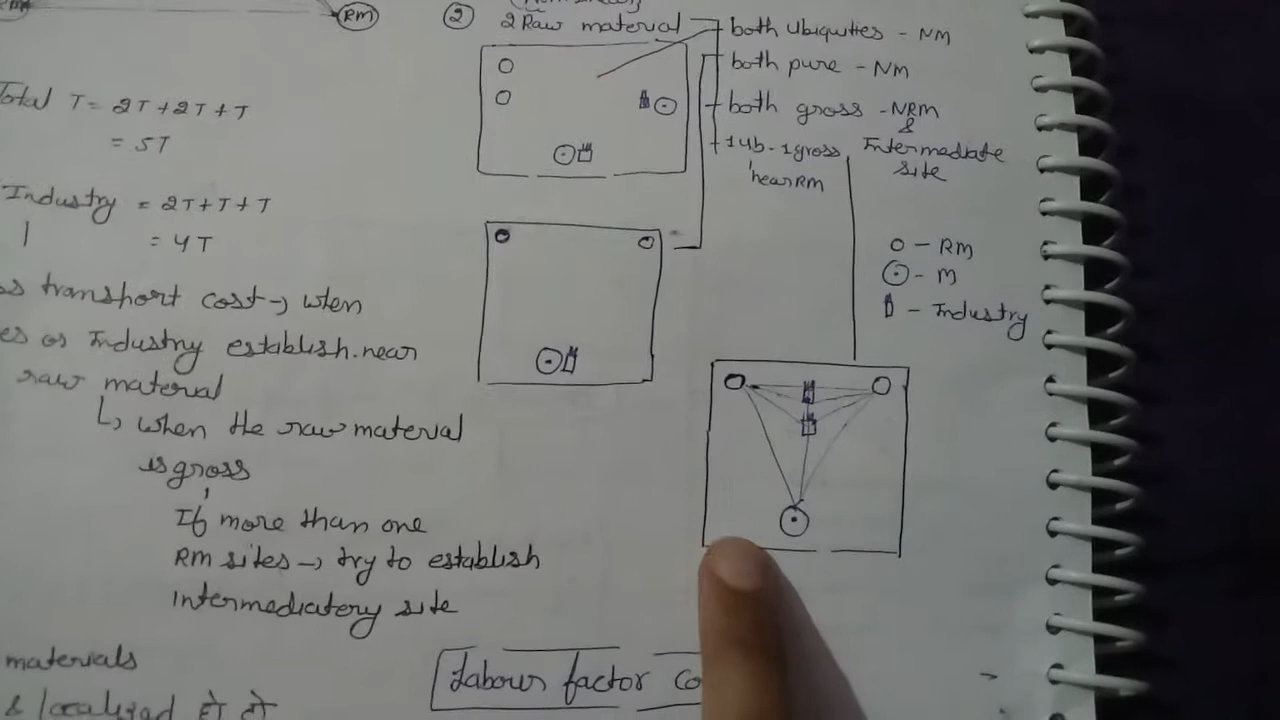 RM
② 2 Raw material
both ubiquties - NM
both pure - NM
both gross - NRM
&
Intermediate
site
1 ub - 1 gross
near RM
O - RM
⊙ - M
- Industry
Total T = 2T + 2T + T
= 5T
Industry = 2T + T + T
= 4T
transport cost → when
Industry establish near
raw material
↳ when the raw material
is gross
If more than one
RM sites → try to establish
intermediatory site
materials
& localized हो तो
Labour factor